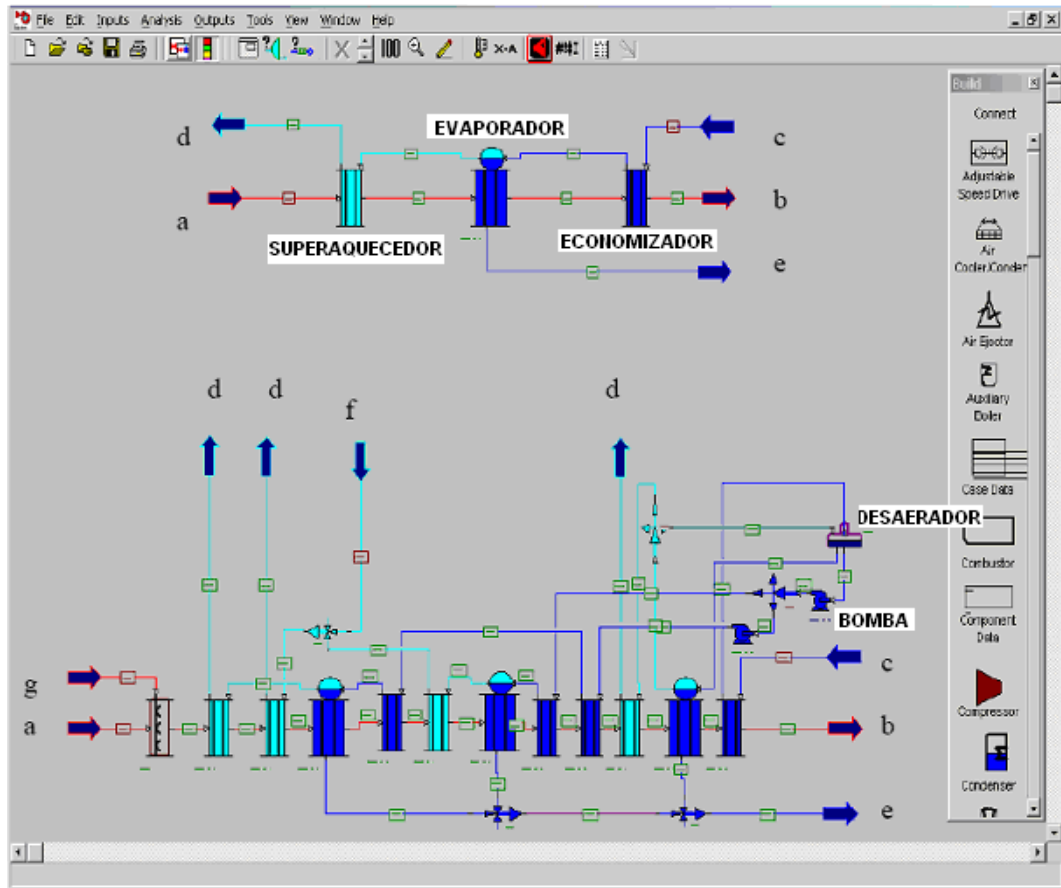 File Edit Inputs Analysis Outputs Tools View Window Help
X 100 X-A
Build
Connect
Adjustable
Speed Drive
Air
Cooler/Conden
Air Ejector
Auxiliary
Boiler
Case Data
Combustor
Component
Data
Compressor
Condenser
d
EVAPORADOR
c
a
b
SUPERAQUECEDOR
ECONOMIZADOR
e
d
d
f
d
DESAERADOR
BOMBA
c
g
a
b
e